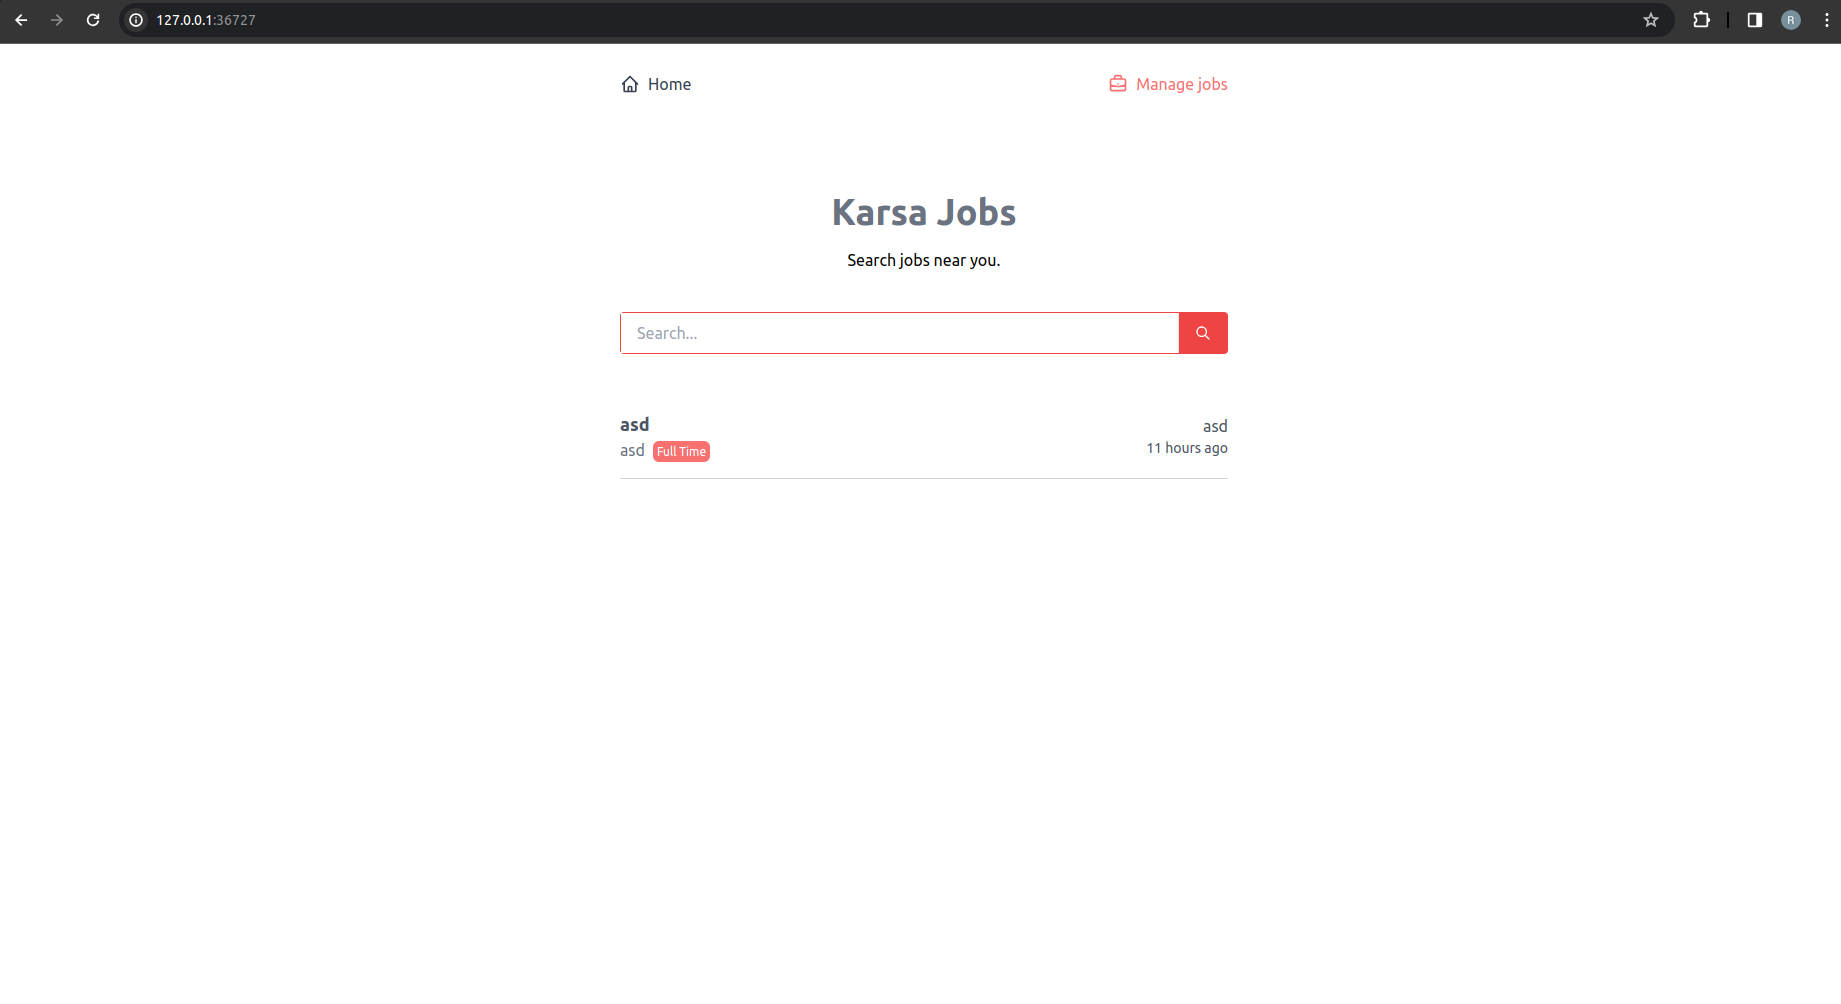 127.0.0.1:36727
R
Home
Manage jobs
Karsa Jobs
Search jobs near you.
Search...
asd
asd
asd Full Time
11 hours ago